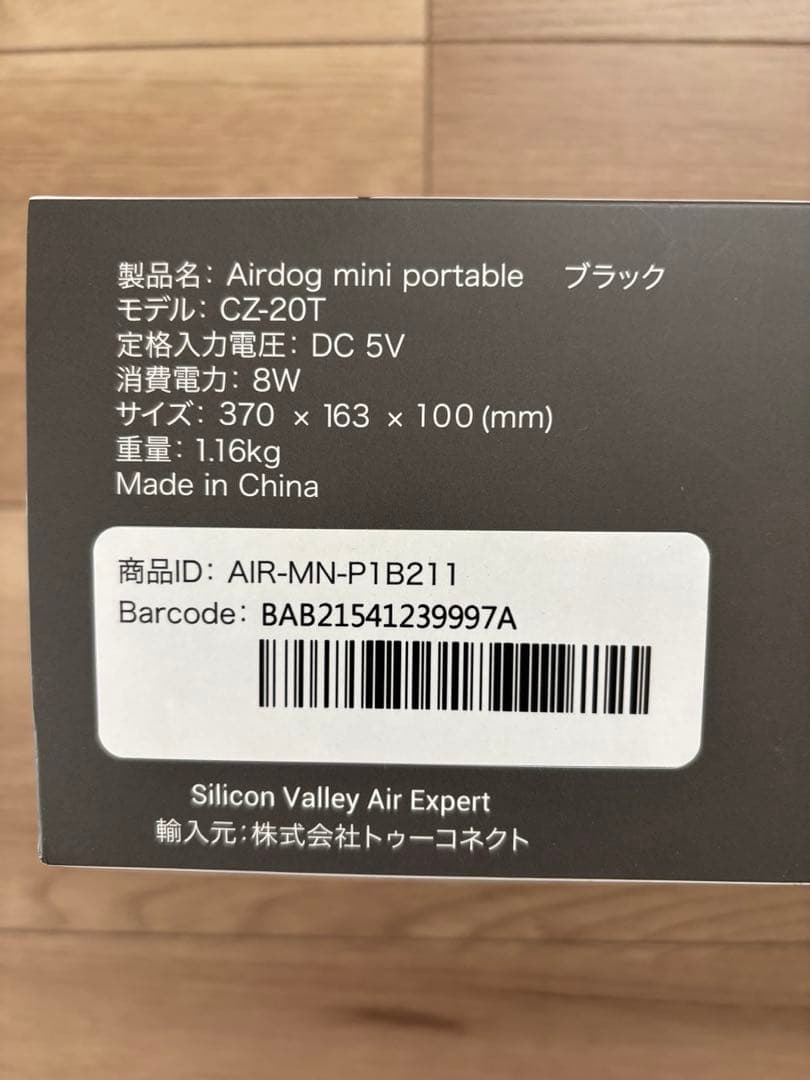 製品名: Airdog mini portable ブラック
モデル: CZ-20T
定格入力電圧: DC 5V
消費電力: 8W
サイズ: 370 × 163 × 100 (mm)
重量: 1.16kg
Made in China
商品ID: AIR-MN-P1B211
Barcode: BAB21541239997A
Silicon Valley Air Expert
輸入元:株式会社トゥーコネクト